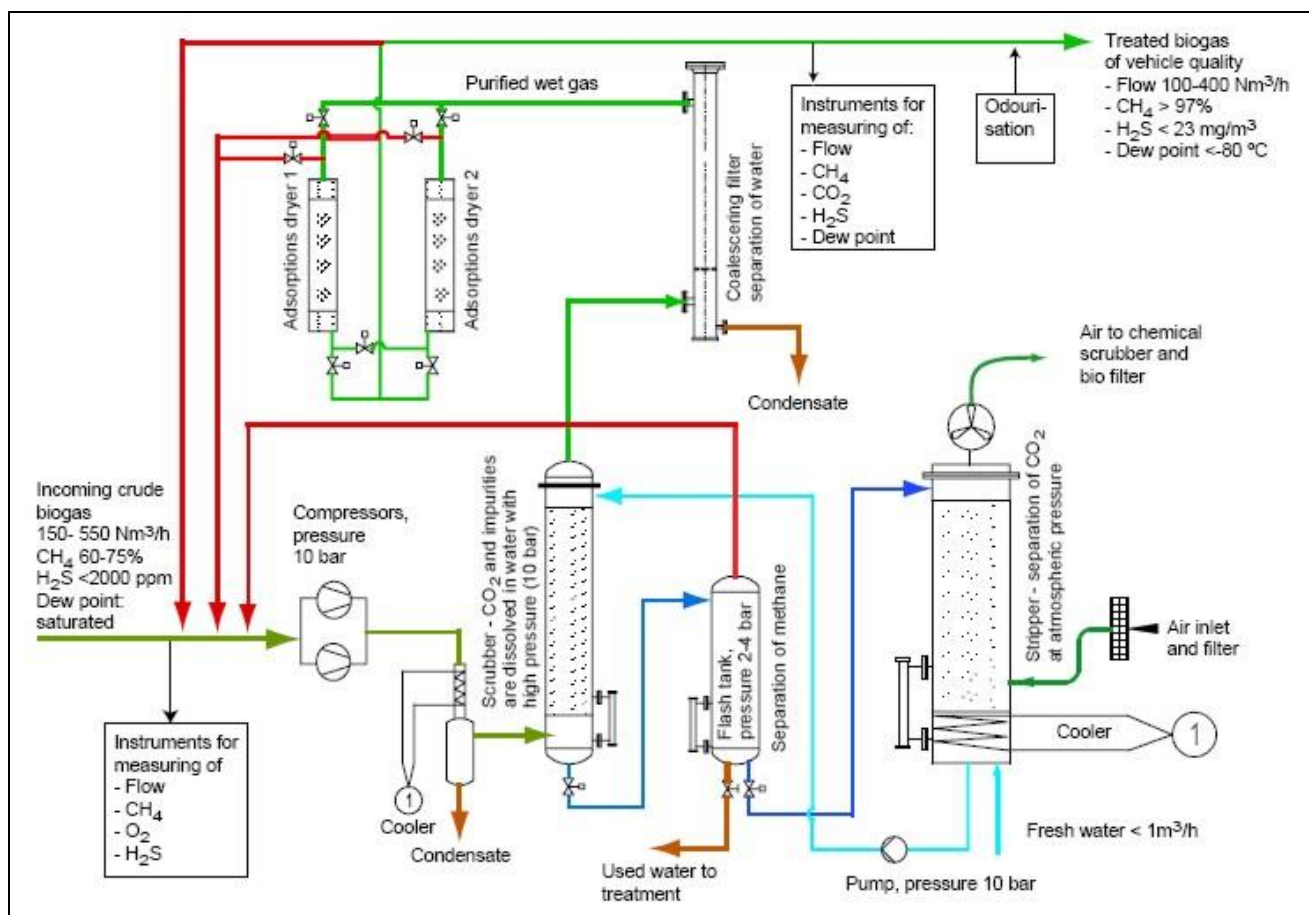 Treated biogas
of vehicle quality
- Flow 100-400 Nm³/h
- CH₄ > 97%
- H₂S < 23 mg/m³
- Dew point <-80 ºC
Purified wet gas
Instruments for
measuring of:
- Flow
- CH₄
- CO₂
- H₂S
- Dew point
Odouri-
sation
Adsorptions dryer 1
Adsorptions dryer 2
Coalescering filter
separation of water
Condensate
Air to chemical
scrubber and
bio filter
Incoming crude
biogas
150- 550 Nm³/h
CH₄ 60-75%
H₂S <2000 ppm
Dew point:
saturated
Compressors,
pressure
10 bar
Scrubber - CO₂ and impurities
are dissolved in water with
high pressure (10 bar)
Flash tank,
pressure 2-4 bar
Separation of methane
Stripper - separation of CO₂
at atmospheric pressure
Air inlet
and filter
Cooler
1
Instruments for
measuring of
- Flow
- CH₄
- O₂
- H₂S
1
Cooler
Condensate
Used water to
treatment
Pump, pressure 10 bar
Fresh water < 1m³/h